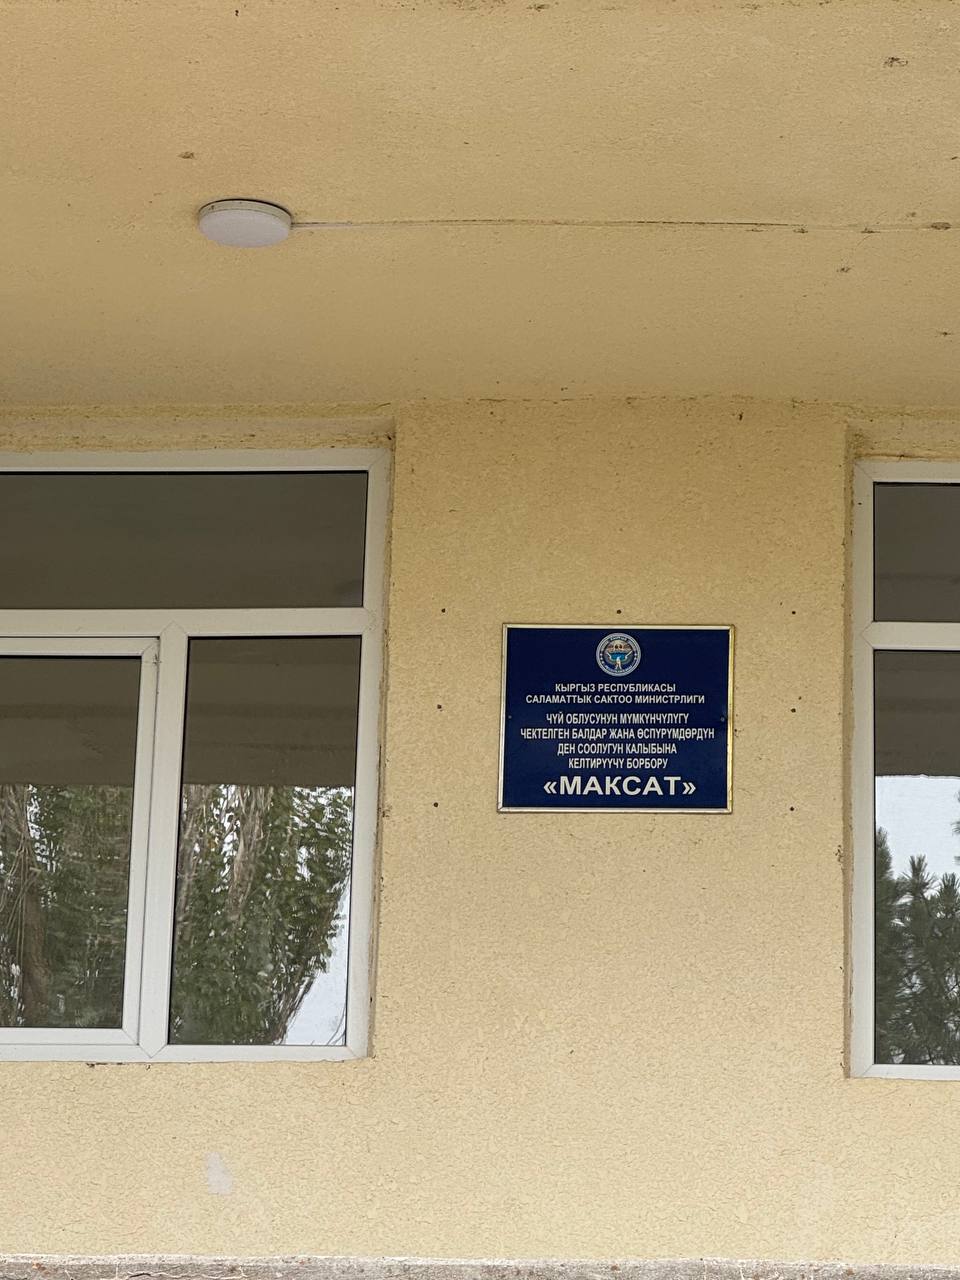 КЫРГЫЗ РЕСПУБЛИКАСЫ
САЛАМАТТЫК САКТОО МИНИСТРЛИГИ
ЧҮЙ ОБЛУСУНУН МҮМКҮНЧҮЛҮГҮ
ЧЕКТЕЛГЕН БАЛДАР ЖАНА ӨСПҮРҮМДӨРДҮН
ДЕН СООЛУГУН КАЛЫБЫНА
КЕЛТИРҮҮЧҮ БОРБОРУ
«МАКСАТ»